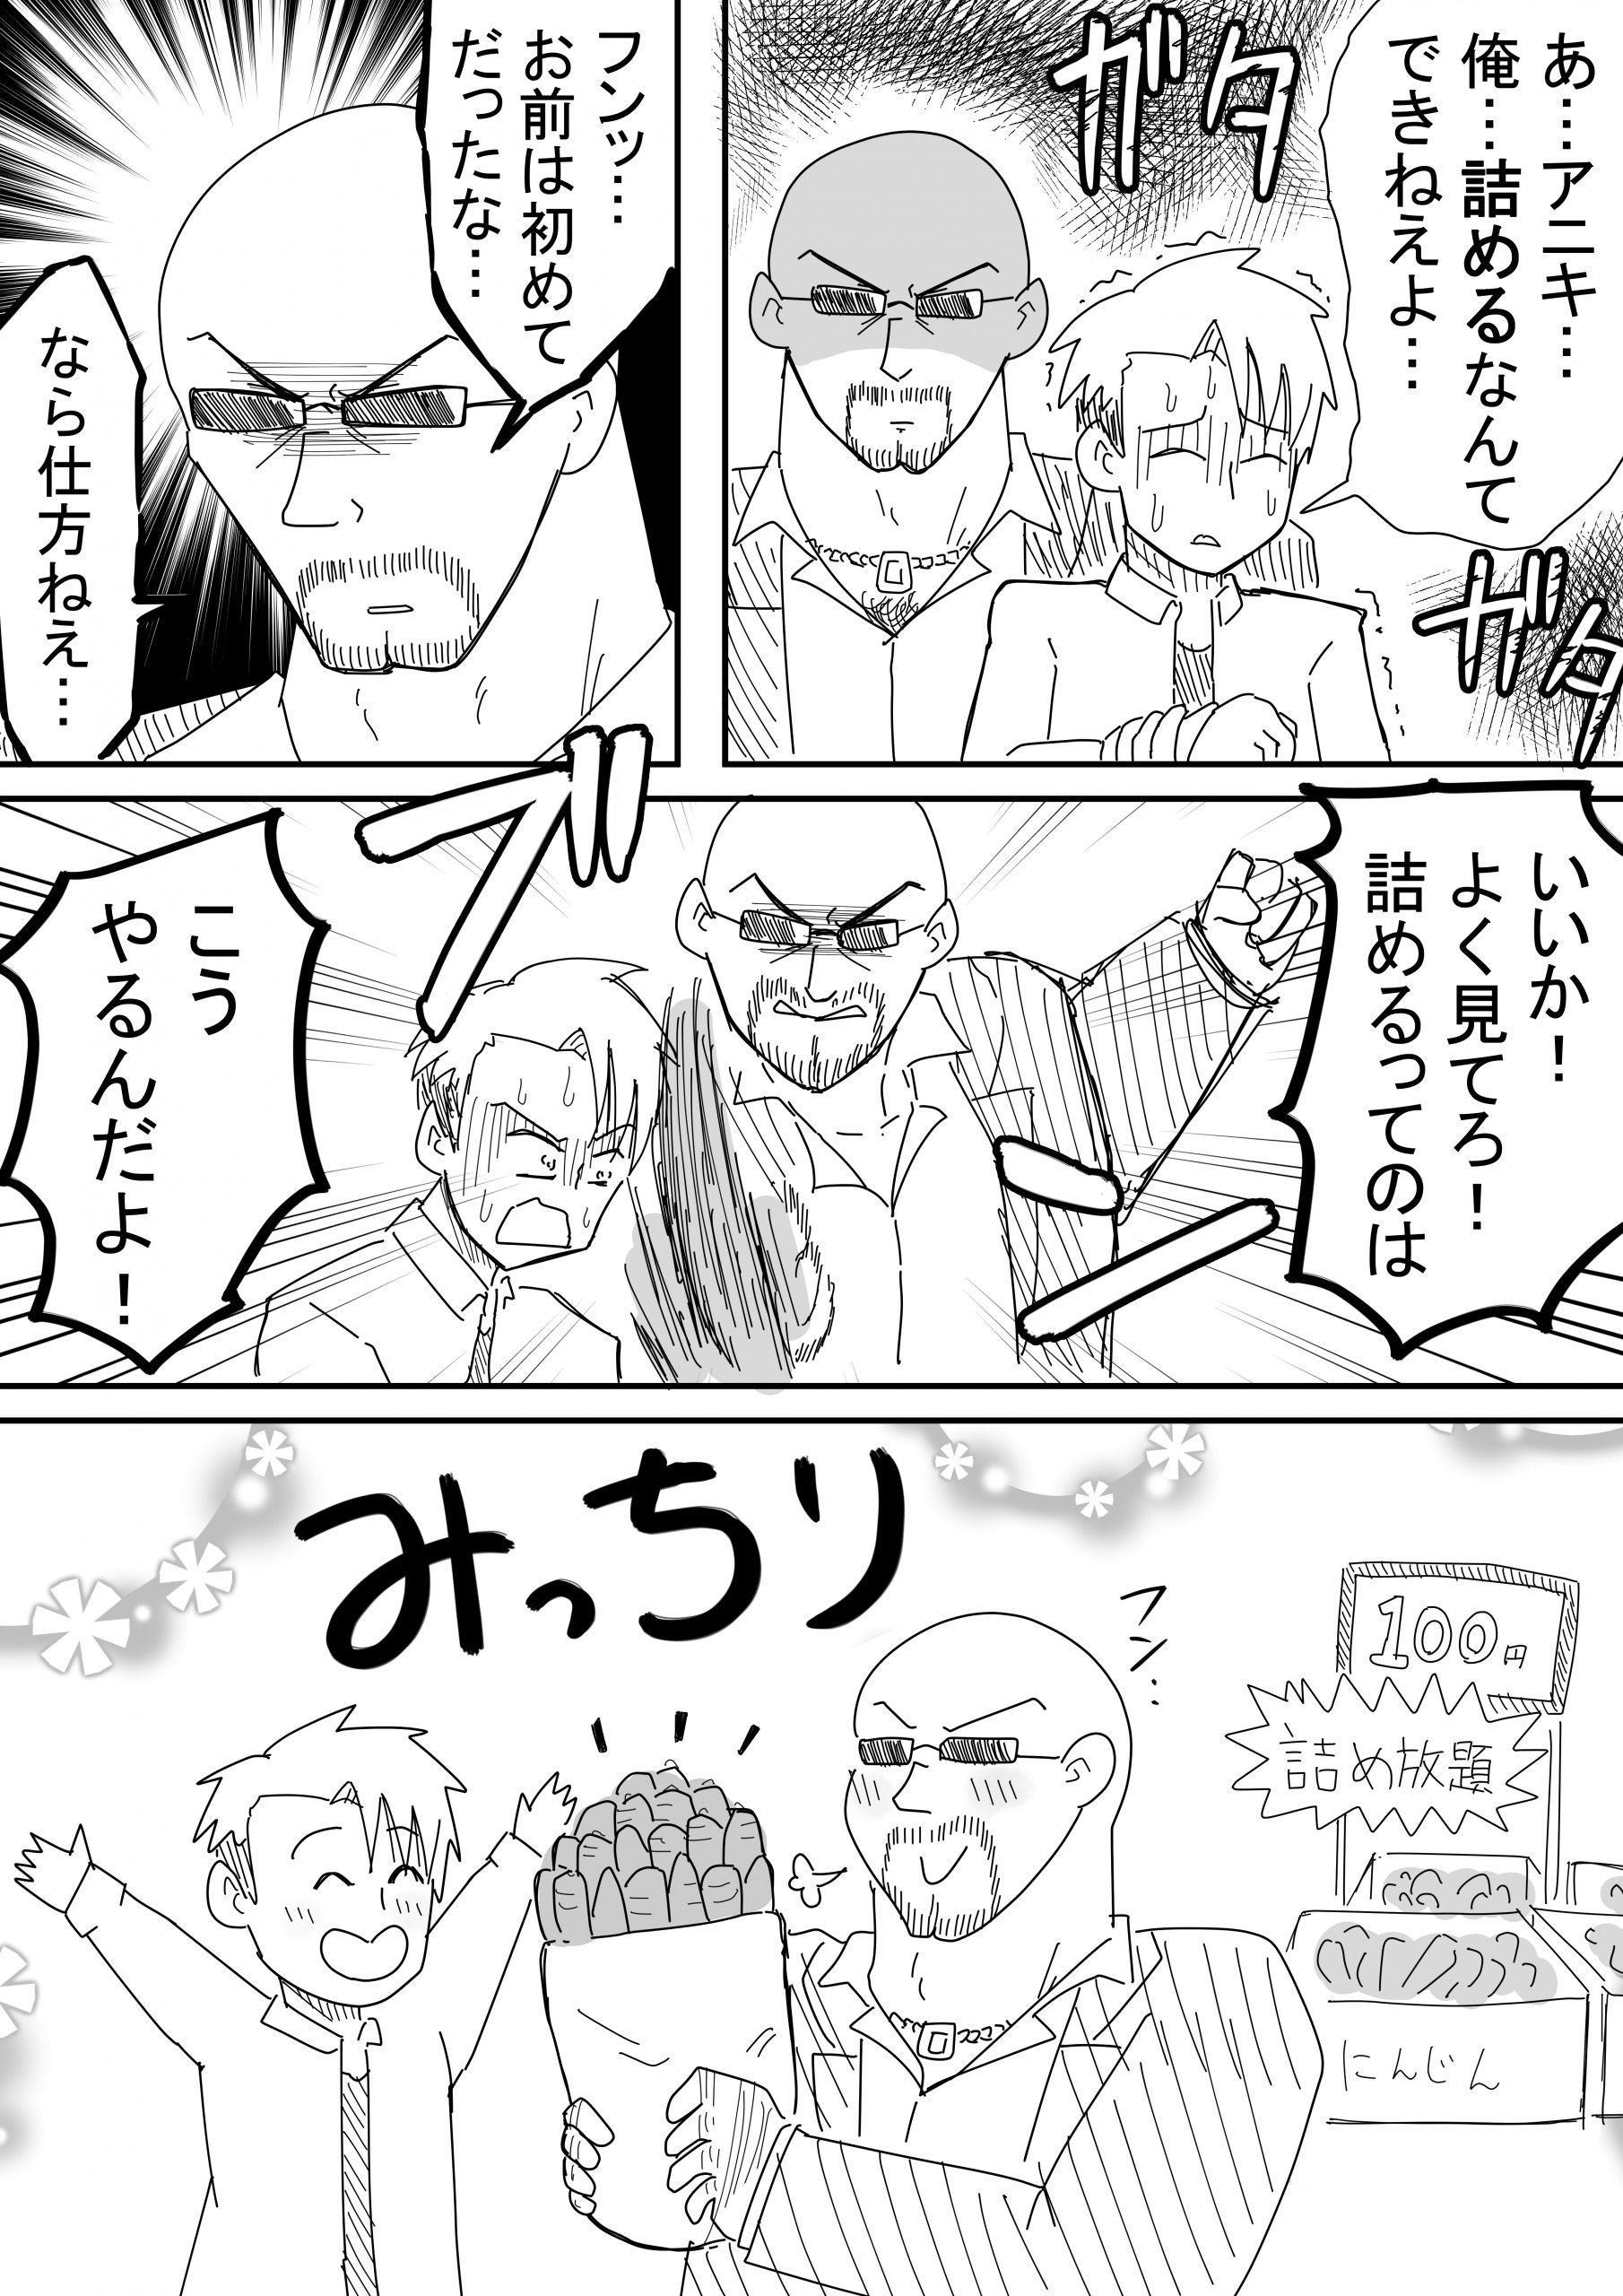 あ…アニキ…
俺…詰めるなんて
できねえよ…
ガタ
ガタ
フンッ…
お前は初めて
だったな…
なら仕方ねえ…
いいか!
よく見てろ!
詰めるってのは
こう
やるんだよ!
みっちり
フン…
100円
詰め放題
にんじん